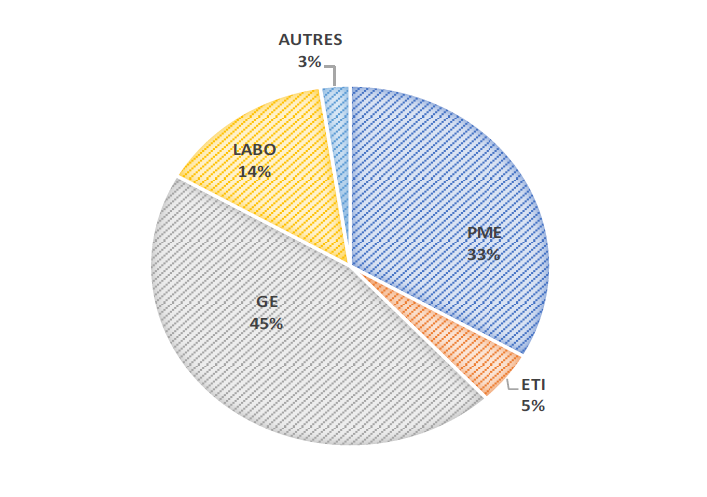 AUTRES
3%
LABO
14%
PME
33%
GE
45%
ETI
5%